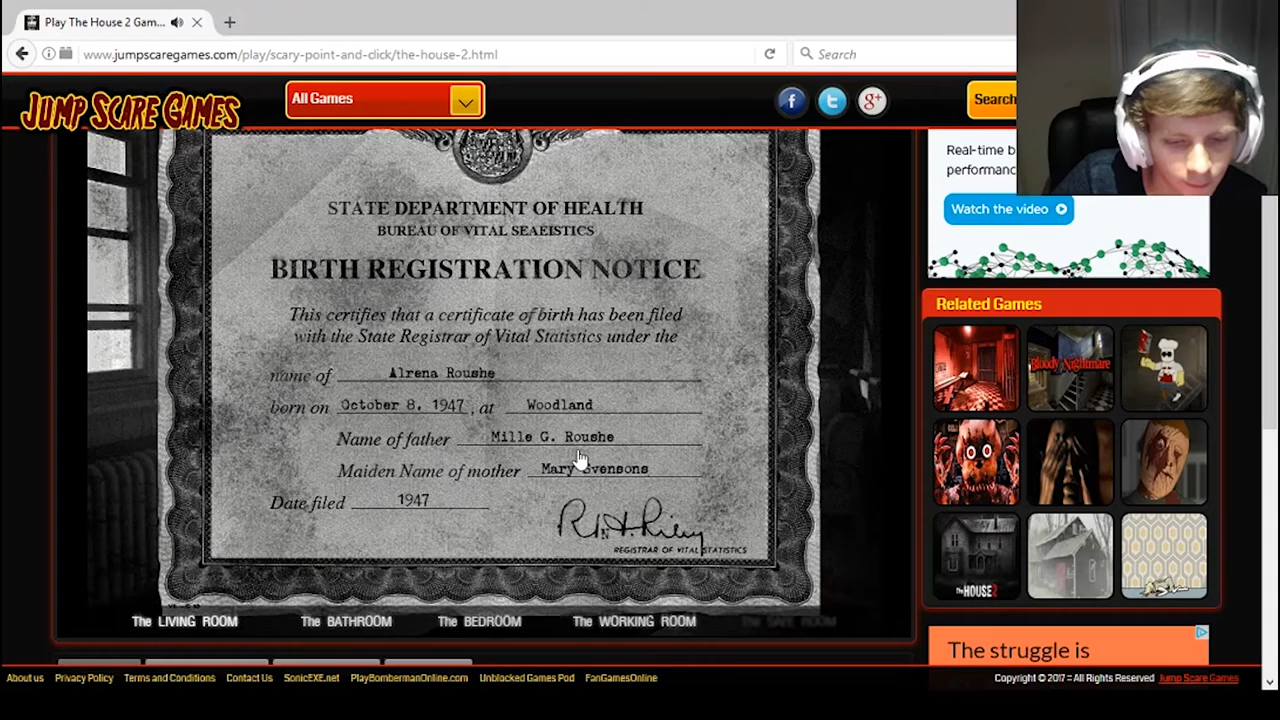 Play The House 2 Gam...
www.jumpscaregames.com/play/scary-point-and-click/the-house-2.html
Search
JUMP SCARE GAMES
All Games
f
t
g+
Search
STATE DEPARTMENT OF HEALTH
BUREAU OF VITAL SEAEISTICS
BIRTH REGISTRATION NOTICE
This certifies that a certificate of birth has been filed
with the State Registrar of Vital Statistics under the
name of Alrena Roushe
born on October 8, 1947, at Woodland
Name of father Mille G. Roushe
Maiden Name of mother Mary Svensons
Date filed 1947
REGISTRAR OF VITAL STATISTICS
The LIVING ROOM
The BATHROOM
The BEDROOM
The WORKING ROOM
The SAFE ROOM
Real-time b
performanc
Watch the video
Related Games
Bloody Nightmare
THE HOUSE 2
The struggle is
About us
Privacy Policy
Terms and Conditions
Contact Us
SonicEXE.net
PlayBombermanOnline.com
Unblocked Games Pod
FanGamesOnline
Copyright © 2017 :: All Rights Reserved Jump Scare Games